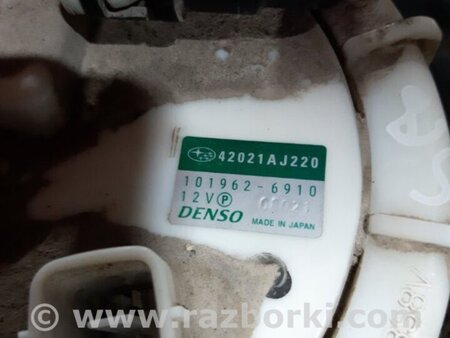 42021AJ220
101962-6910
12V P
DENSO MADE IN JAPAN
© www.razborki.com